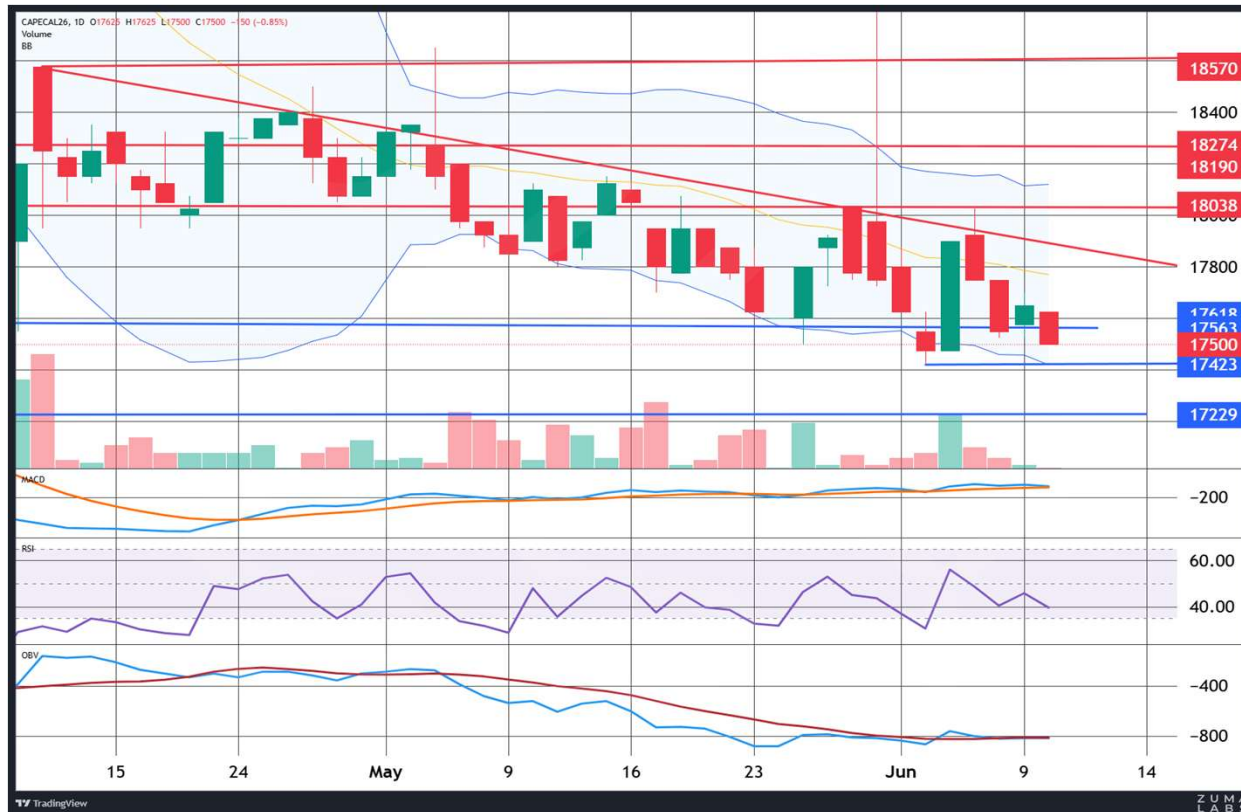 CAPECAL26, 1D O17625 H17625 L17500 C17500 −150 (−0.85%)
Volume
BB
18570
18400
18274
18190
18038
18000
17800
17618
17563
17500
17423
17229
MACD
−200
RSI
60.00
40.00
OBV
−400
−800
15 24 May 9 16 23 Jun 9 14
TradingView
ZUMA
LABS